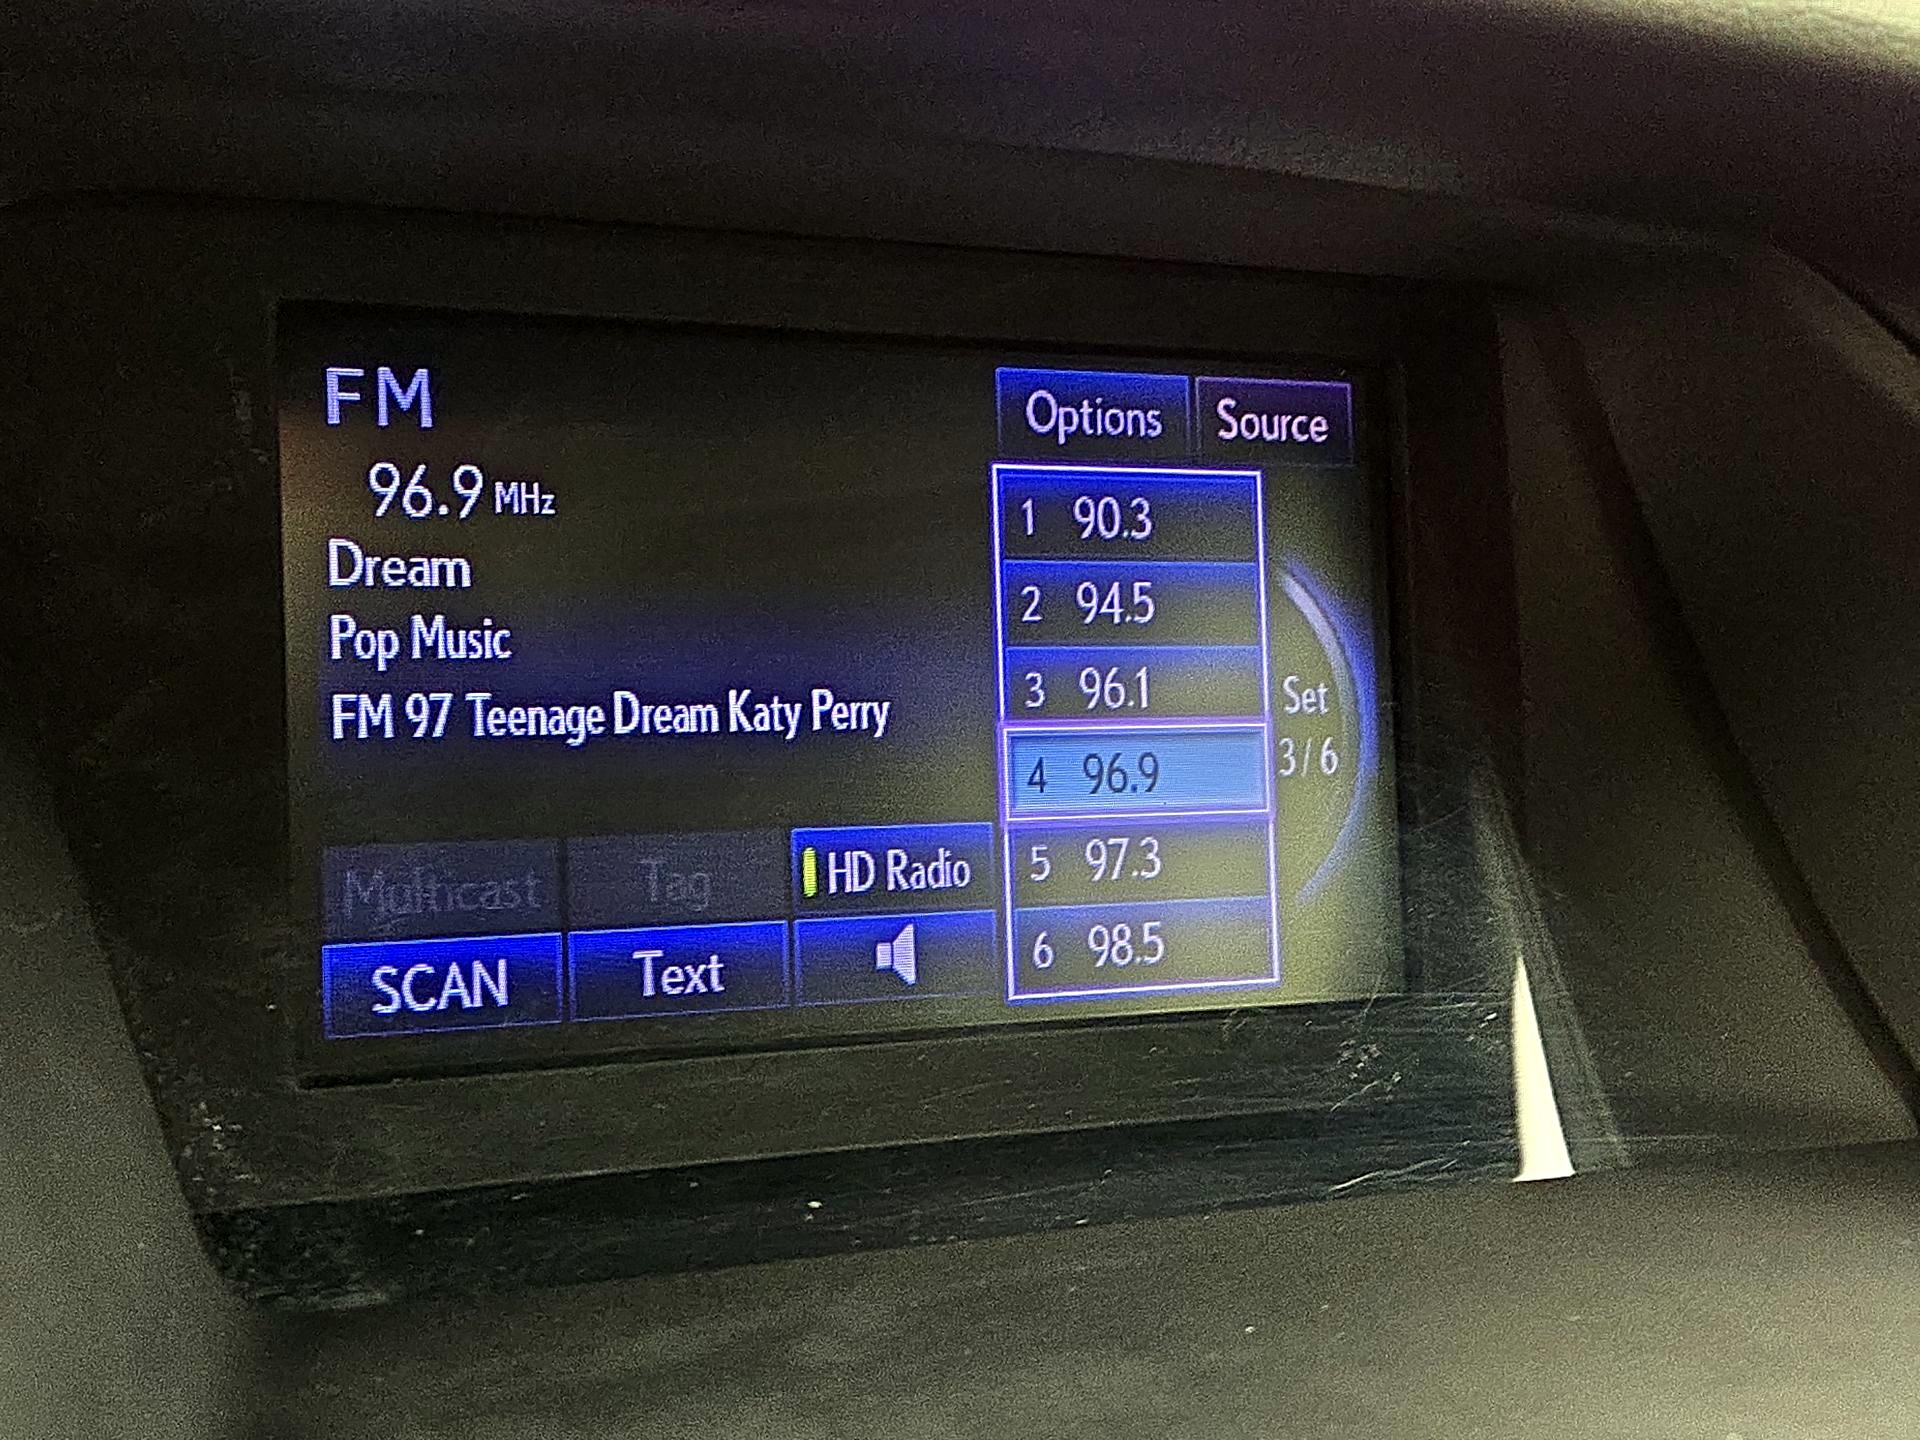 FM
Options Source
96.9 MHz
Dream
Pop Music
FM 97 Teenage Dream Katy Perry
1 90.3
2 94.5
3 96.1
4 96.9
5 97.3
6 98.5
Set
3/6
Multicast Tag HD Radio
SCAN Text